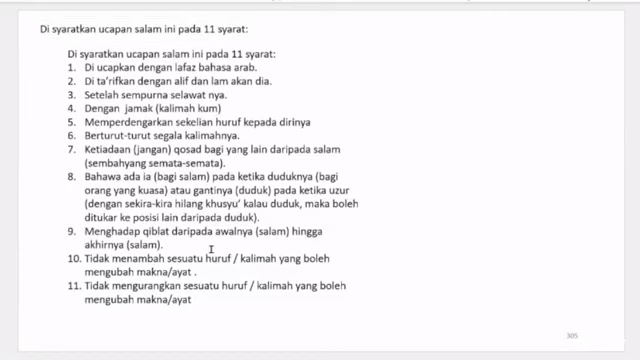 Di syaratkan ucapan salam ini pada 11 syarat:
Di syaratkan ucapan salam ini pada 11 syarat:
1. Di ucapkan dengan lafaz bahasa arab.
2. Di ta'rifkan dengan alif dan lam akan dia.
3. Setelah sempurna selawat nya.
4. Dengan jamak (kalimah kum)
5. Memperdengarkan sekelian huruf kepada dirinya
6. Berturut-turut segala kalimahnya.
7. Ketiadaan (jangan) qosad bagi yang lain daripada salam
(sembahyang semata-semata).
8. Bahawa ada ia (bagi salam) pada ketika duduknya (bagi
orang yang kuasa) atau gantinya (duduk) pada ketika uzur
(dengan sekira-kira hilang khusyu' kalau duduk, maka boleh
ditukar ke posisi lain daripada duduk).
9. Menghadap qiblat daripada awalnya (salam) hingga
akhirnya (salam).
10. Tidak menambah sesuatu huruf / kalimah yang boleh
mengubah makna/ayat .
11. Tidak mengurangkan sesuatu huruf / kalimah yang boleh
mengubah makna/ayat
305